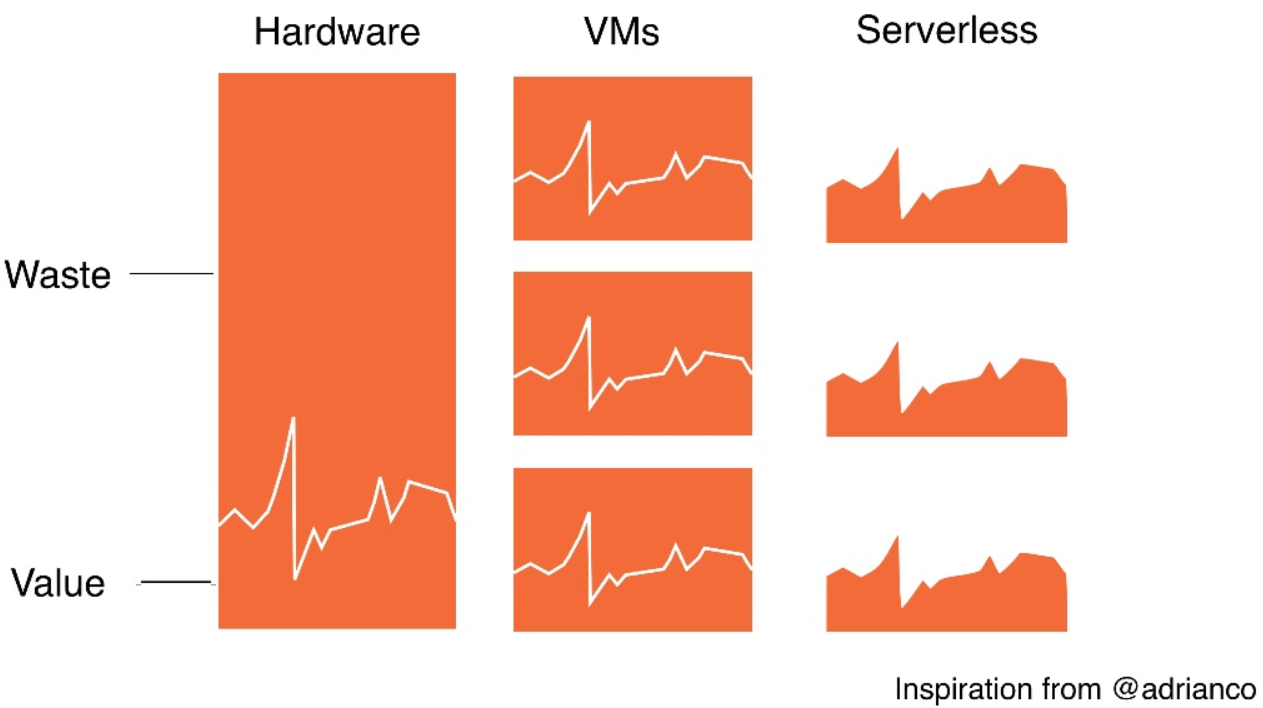 Hardware
VMs
Serverless
Waste
Value
Inspiration from @adrianco